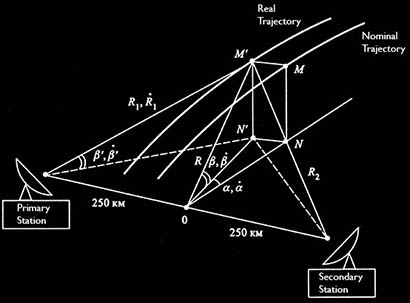 Real
Trajectory
Nominal
Trajectory
M'
M
R₁, Ṙ₁
β', β̇'
N'
N
R
β, β̇
α, α̇
R₂
Primary
Station
250 км
0
250 км
Secondary
Station